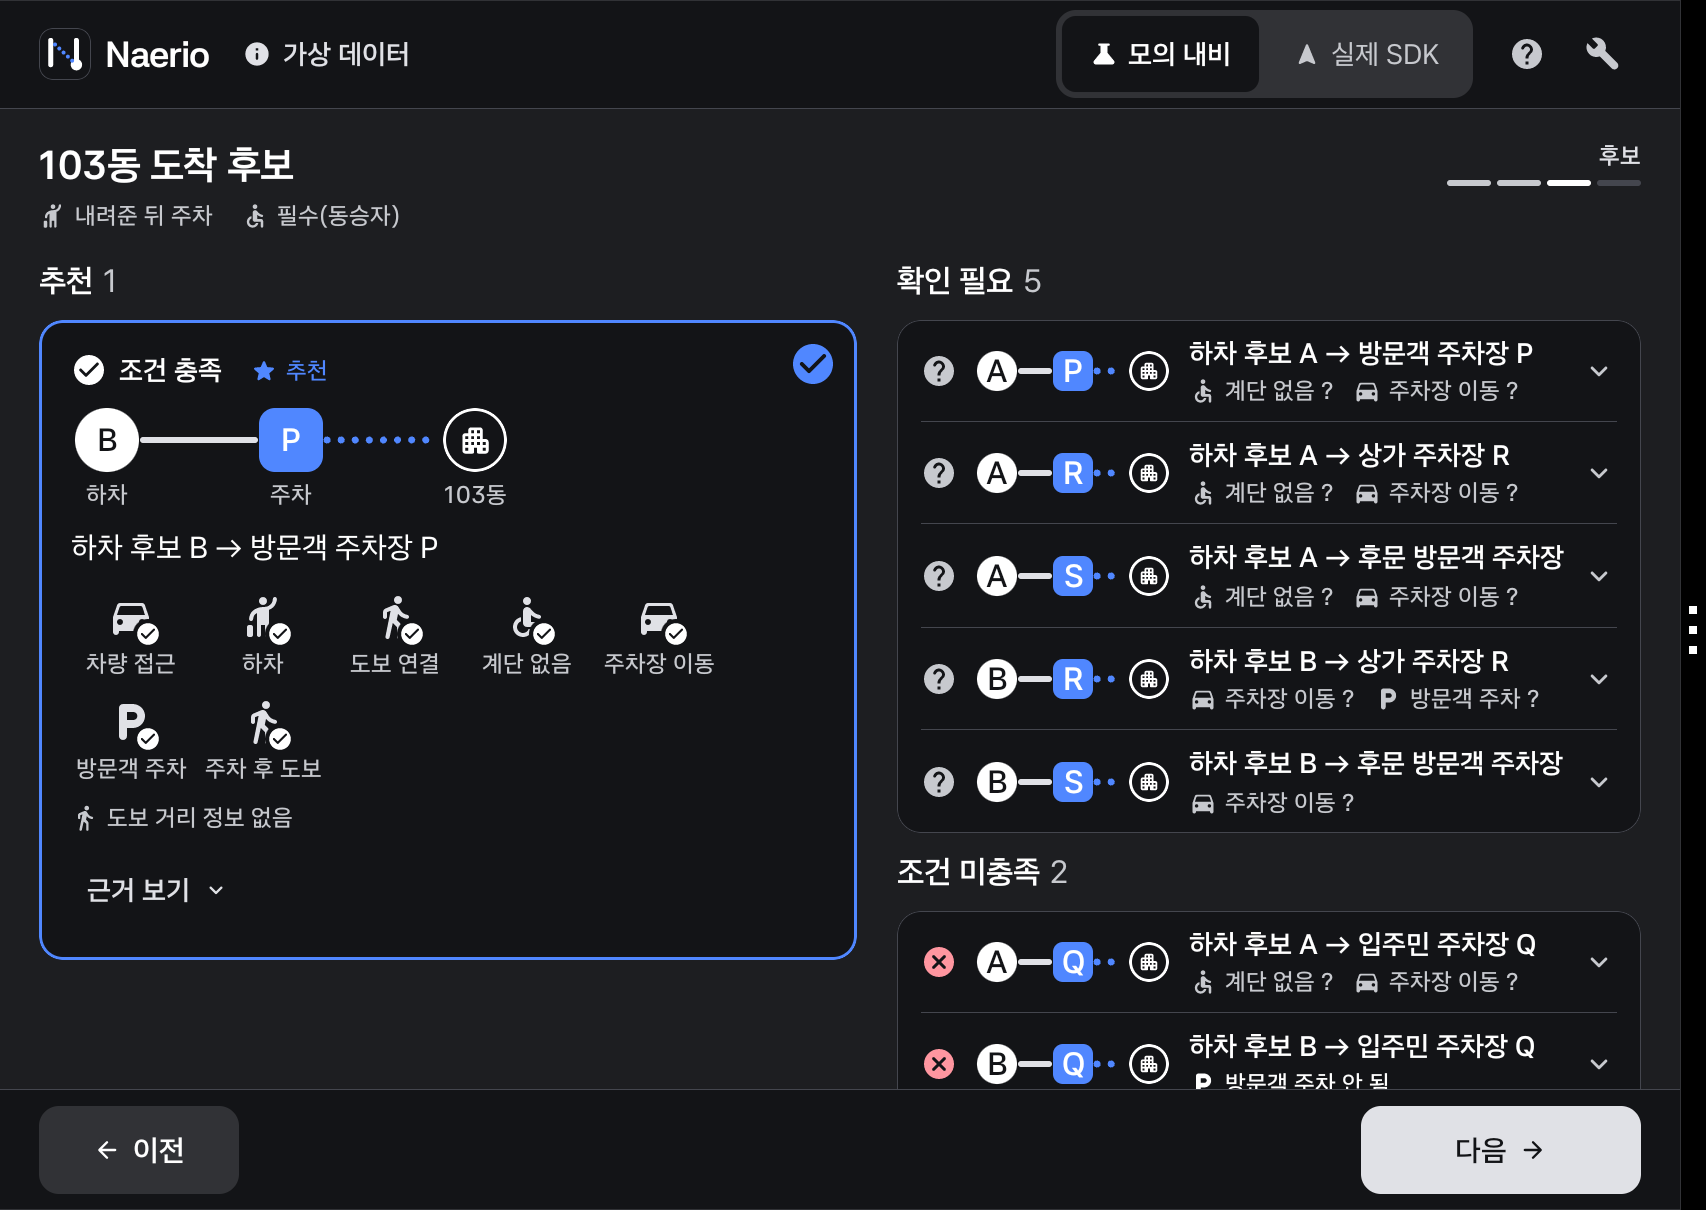 Naerio
가상 데이터
모의 내비
실제 SDK
103동 도착 후보
후보
내려준 뒤 주차
필수(동승자)
추천 1
조건 충족
추천
B
P
하차
주차
103동
하차 후보 B → 방문객 주차장 P
차량 접근
하차
도보 연결
계단 없음
주차장 이동
P
방문객 주차
주차 후 도보
도보 거리 정보 없음
근거 보기
확인 필요 5
A P
하차 후보 A → 방문객 주차장 P
계단 없음 ? 주차장 이동 ?
A R
하차 후보 A → 상가 주차장 R
계단 없음 ? 주차장 이동 ?
A S
하차 후보 A → 후문 방문객 주차장
계단 없음 ? 주차장 이동 ?
B R
하차 후보 B → 상가 주차장 R
주차장 이동 ? P 방문객 주차 ?
B S
하차 후보 B → 후문 방문객 주차장
주차장 이동 ?
조건 미충족 2
A Q
하차 후보 A → 입주민 주차장 Q
계단 없음 ? 주차장 이동 ?
B Q
하차 후보 B → 입주민 주차장 Q
P 방문객 주차 안 됨
← 이전
다음 →